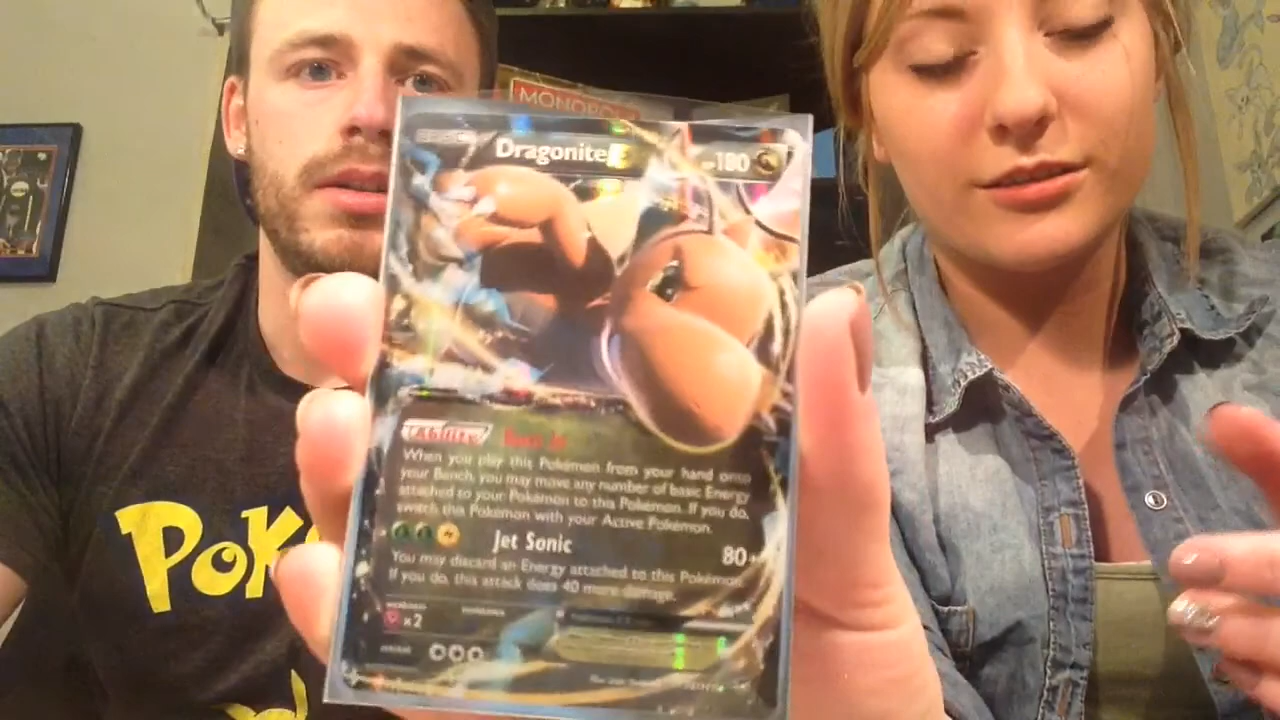 MONOPOLY
Dragonite
180
Ability
When you play this Pokémon from your hand onto
your Bench, you may move any number of basic Energy
attached to your Pokémon to this Pokémon. If you do,
switch this Pokémon with your Active Pokémon.
Jet Sonic 80+
You may discard an Energy attached to this Pokémon.
If you do, this attack does 40 more damage.
x2
POK